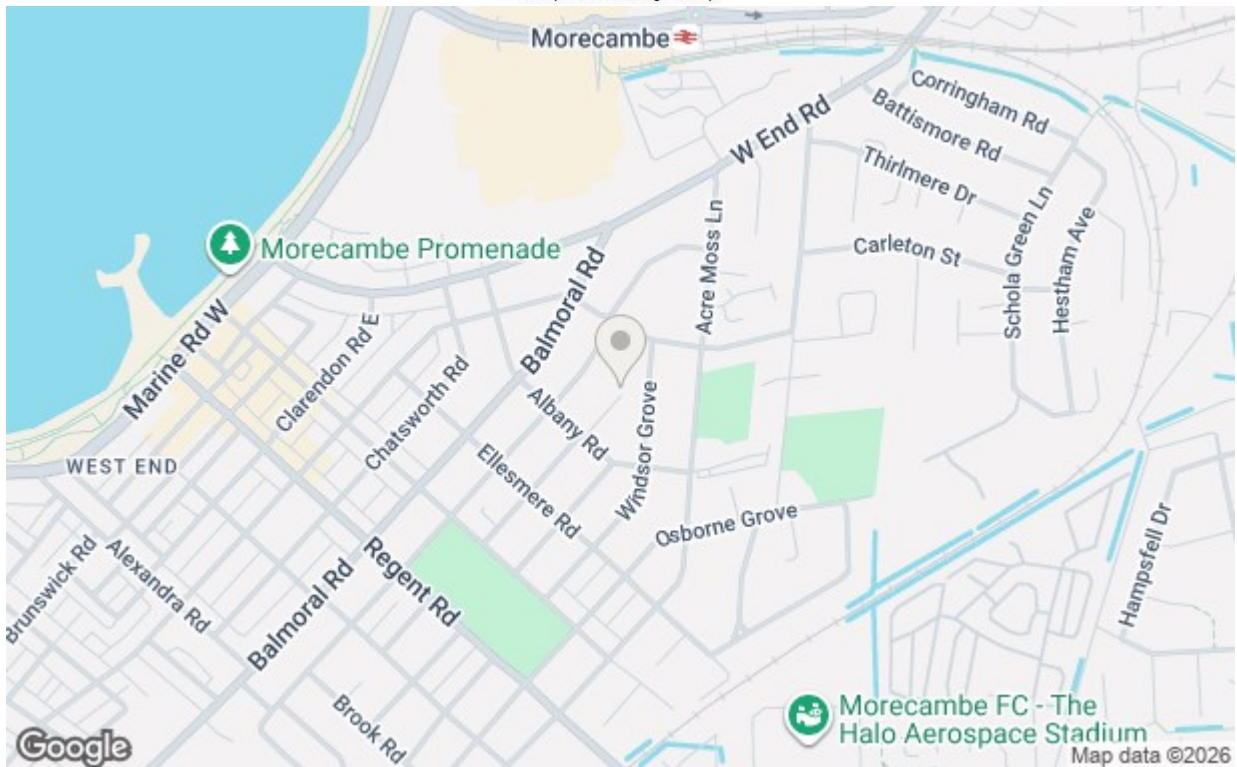 Morecambe
Corringham Rd
Battismore Rd
W End Rd
Thirlmere Dr
Schola Green Ln
Hestham Ave
Carleton St
Acre Moss Ln
Morecambe Promenade
Balmoral Rd
Marine Rd W
Clarendon Rd E
Chatsworth Rd
Albany Rd
Windsor Grove
Ellesmere Rd
WEST END
Osborne Grove
Hampsfell Dr
Regent Rd
Brunswick Rd
Alexandra Rd
Balmoral Rd
Brook Rd
Morecambe FC - The
Halo Aerospace Stadium
Google
Map data ©2026